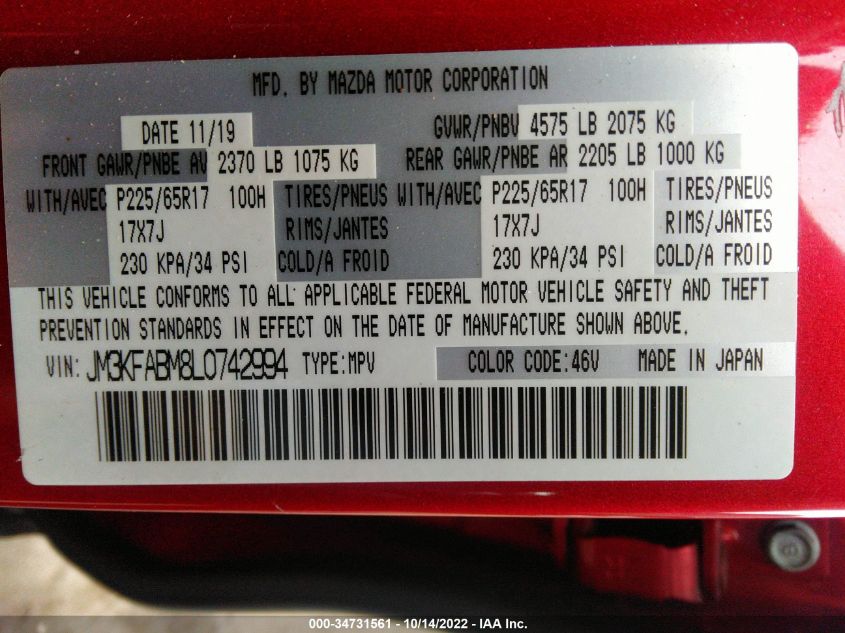 MFD. BY MAZDA MOTOR CORPORATION
DATE 11/19 GVWR/PNBV 4575 LB 2075 KG
FRONT GAWR/PNBE AV 2370 LB 1075 KG REAR GAWR/PNBE AR 2205 LB 1000 KG
WITH/AVEC P225/65R17 100H TIRES/PNEUS WITH/AVEC P225/65R17 100H TIRES/PNEUS
17X7J RIMS/JANTES 17X7J RIMS/JANTES
230 KPA/34 PSI COLD/A FROID 230 KPA/34 PSI COLD/A FROID
THIS VEHICLE CONFORMS TO ALL APPLICABLE FEDERAL MOTOR VEHICLE SAFETY AND THEFT
PREVENTION STANDARDS IN EFFECT ON THE DATE OF MANUFACTURE SHOWN ABOVE.
VIN: JM3KFABM8L0742994 TYPE:MPV COLOR CODE:46V MADE IN JAPAN
000-34731561 - 10/14/2022 - IAA Inc.